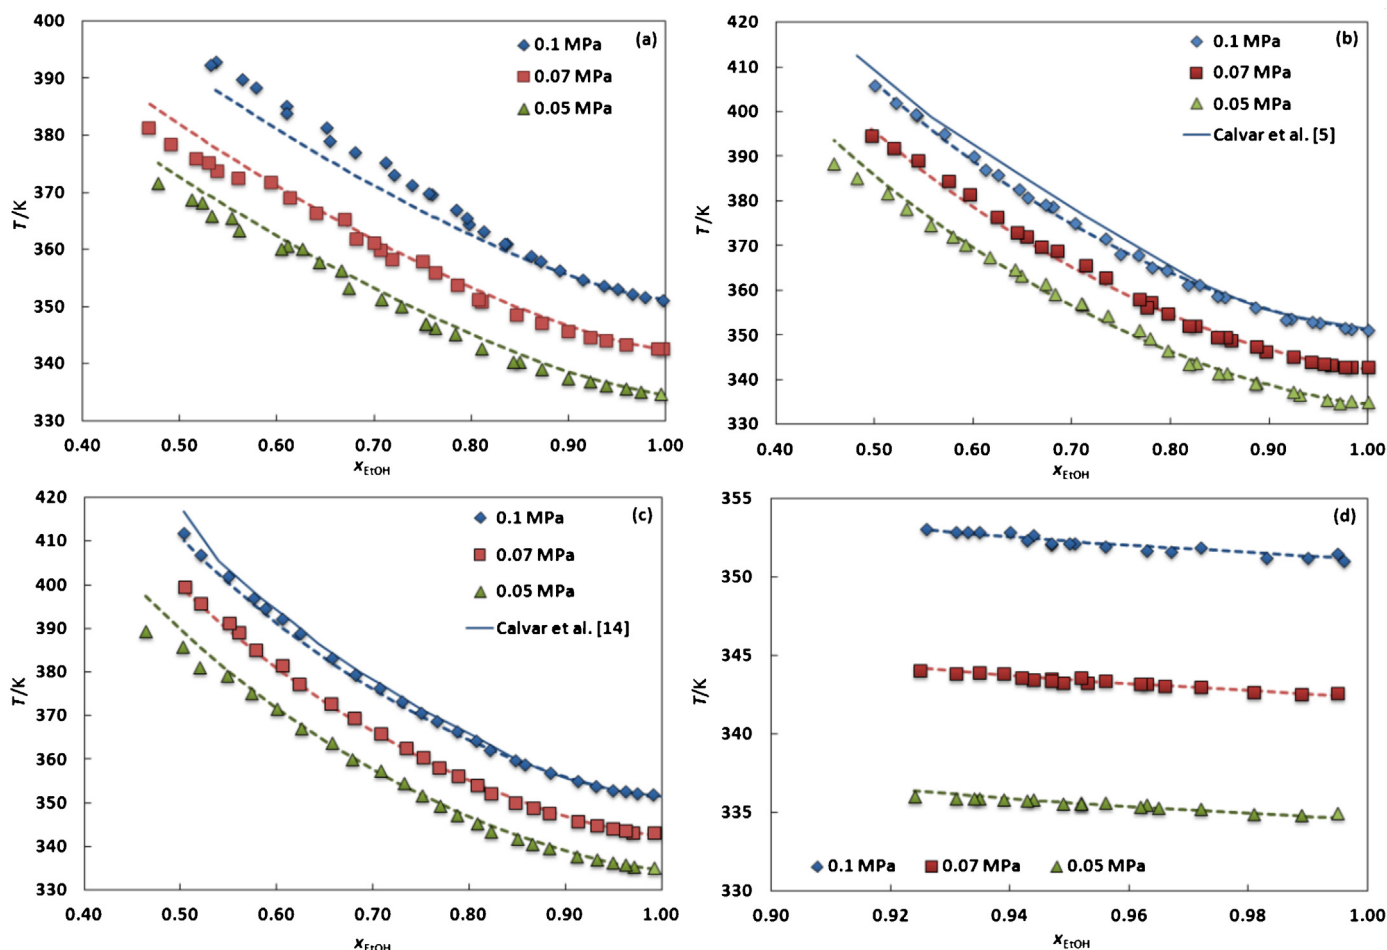 400
390
380
370
360
350
340
330
T/K
0.40 0.50 0.60 0.70 0.80 0.90 1.00
xEtOH
(a)
0.1 MPa
0.07 MPa
0.05 MPa
420
410
400
390
380
370
360
350
340
330
T/K
0.40 0.50 0.60 0.70 0.80 0.90 1.00
xEtOH
(b)
0.1 MPa
0.07 MPa
0.05 MPa
Calvar et al. [5]
420
410
400
390
380
370
360
350
340
330
T/K
0.40 0.50 0.60 0.70 0.80 0.90 1.00
xEtOH
(c)
0.1 MPa
0.07 MPa
0.05 MPa
Calvar et al. [14]
355
350
345
340
335
330
T/K
0.90 0.92 0.94 0.96 0.98 1.00
xEtOH
(d)
0.1 MPa 0.07 MPa 0.05 MPa